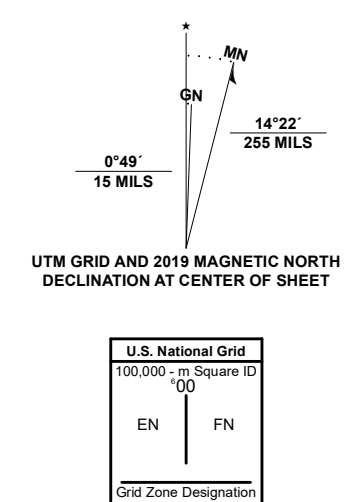 ★
MN
GN
14°22´
255 MILS
0°49´
15 MILS
UTM GRID AND 2019 MAGNETIC NORTH
DECLINATION AT CENTER OF SHEET
U.S. National Grid
100,000 - m Square ID
⁶00
EN FN
Grid Zone Designation